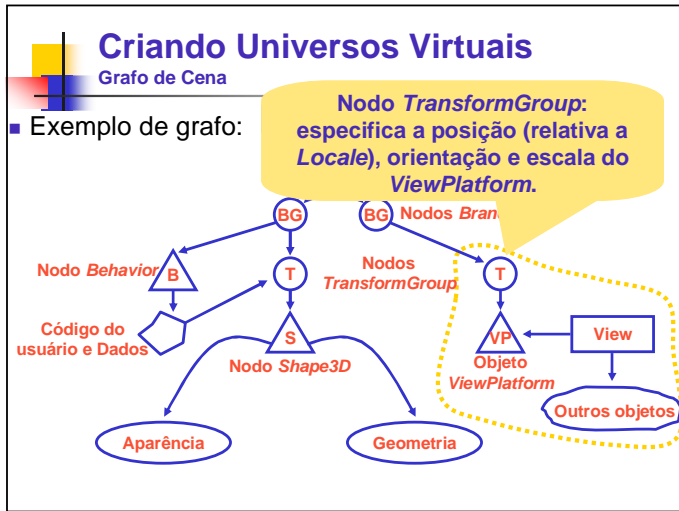 Criando Universos Virtuais
Grafo de Cena
Exemplo de grafo:
Nodo TransformGroup:
especifica a posição (relativa a
Locale), orientação e escala do
ViewPlatform.
BG
BG
Nodos
Nodo Behavior
B
T
Nodos
TransformGroup
T
Código do
usuário e Dados
S
Nodo Shape3D
VP
Objeto
ViewPlatform
View
Outros objetos
Aparência
Geometria